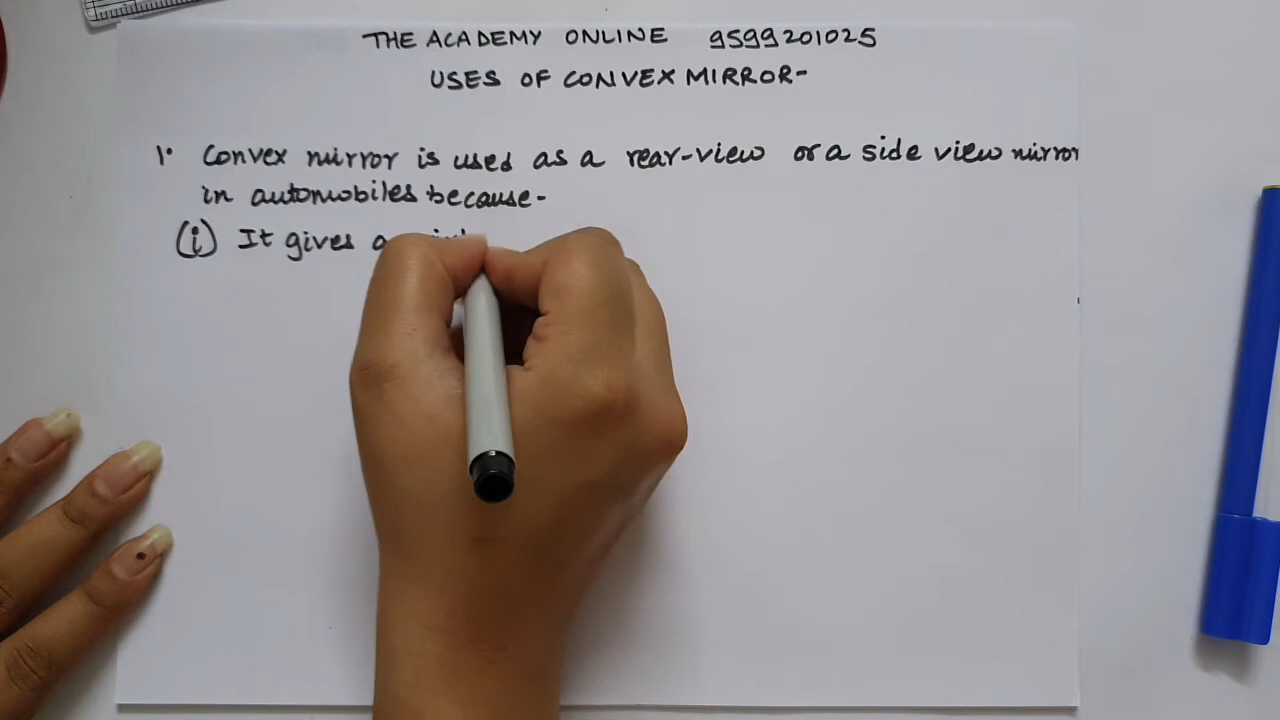 THE ACADEMY ONLINE 9599201025
USES OF CONVEX MIRROR-
1. Convex mirror is used as a rear-view or a side view mirror
in automobiles because-
(i) It gives a